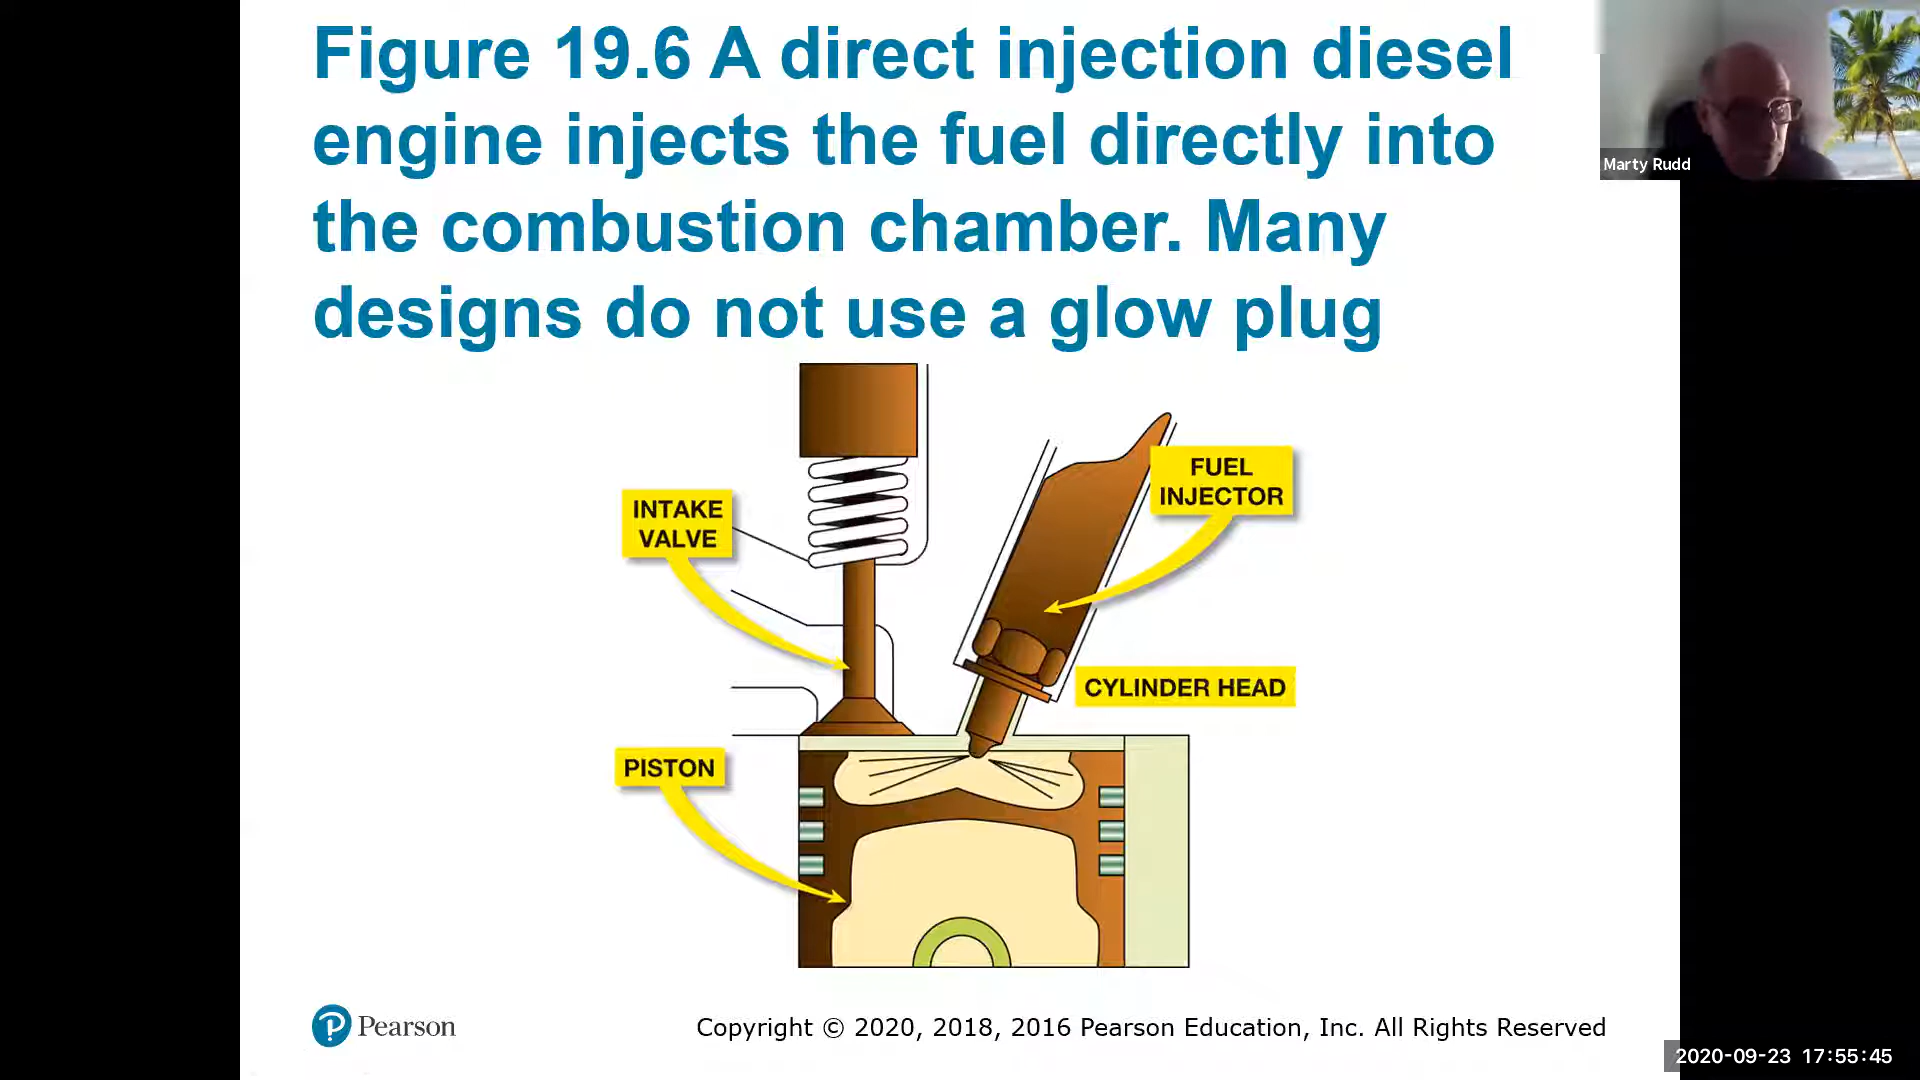 Figure 19.6 A direct injection diesel
engine injects the fuel directly into
the combustion chamber. Many
designs do not use a glow plug
Marty Rudd
INTAKE
VALVE
FUEL
INJECTOR
CYLINDER HEAD
PISTON
P Pearson
Copyright © 2020, 2018, 2016 Pearson Education, Inc. All Rights Reserved
2020-09-23 17:55:45